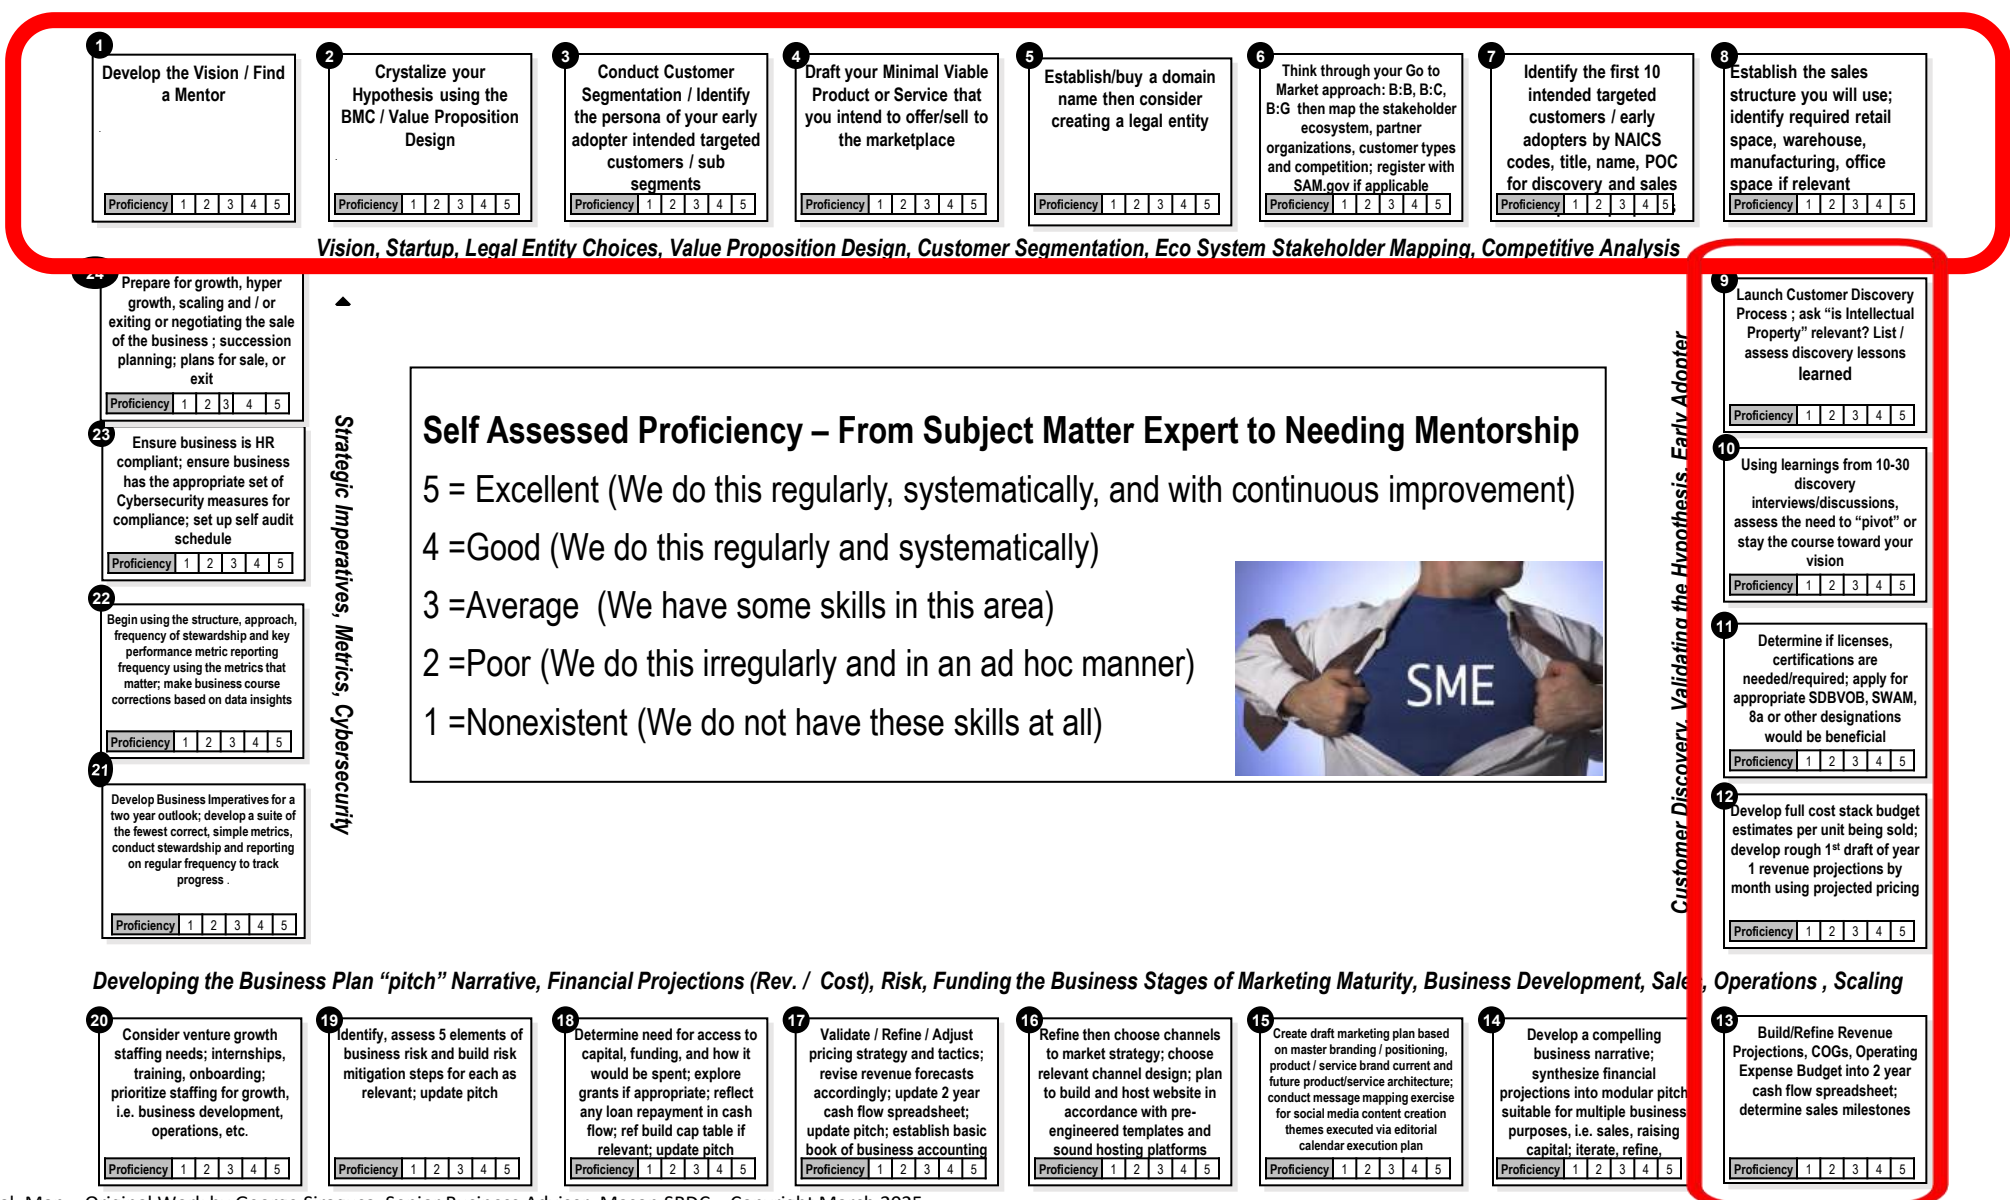 1
Develop the Vision / Find
a Mentor
Proficiency 1 2 3 4 5
2
Crystalize your
Hypothesis using the
BMC / Value Proposition
Design
Proficiency 1 2 3 4 5
3
Conduct Customer
Segmentation / Identify
the persona of your early
adopter intended targeted
customers / sub
segments
Proficiency 1 2 3 4 5
4
Draft your Minimal Viable
Product or Service that
you intend to offer/sell to
the marketplace
Proficiency 1 2 3 4 5
5
Establish/buy a domain
name then consider
creating a legal entity
Proficiency 1 2 3 4 5
6
Think through your Go to
Market approach: B:B, B:C,
B:G then map the stakeholder
ecosystem, partner
organizations, customer types
and competition; register with
SAM.gov if applicable
Proficiency 1 2 3 4 5
7
Identify the first 10
intended targeted
customers / early
adopters by NAICS
codes, title, name, POC
for discovery and sales
Proficiency 1 2 3 4 5
8
Establish the sales
structure you will use;
identify required retail
space, warehouse,
manufacturing, office
space if relevant
Proficiency 1 2 3 4 5
Vision, Startup, Legal Entity Choices, Value Proposition Design, Customer Segmentation, Eco System Stakeholder Mapping, Competitive Analysis
9
Launch Customer Discovery
Process ; ask “is Intellectual
Property” relevant? List /
assess discovery lessons
learned
Proficiency 1 2 3 4 5
10
Using learnings from 10-30
discovery
interviews/discussions,
assess the need to “pivot” or
stay the course toward your
vision
Proficiency 1 2 3 4 5
11
Determine if licenses,
certifications are
needed/required; apply for
appropriate SDBVOB, SWAM,
8a or other designations
would be beneficial
Proficiency 1 2 3 4 5
12
Develop full cost stack budget
estimates per unit being sold;
develop rough 1st draft of year
1 revenue projections by
month using projected pricing
Proficiency 1 2 3 4 5
Customer Discovery, Validating the Hypothesis, Early Adopter
Self Assessed Proficiency – From Subject Matter Expert to Needing Mentorship
5 = Excellent (We do this regularly, systematically, and with continuous improvement)
4 =Good (We do this regularly and systematically)
3 =Average (We have some skills in this area)
2 =Poor (We do this irregularly and in an ad hoc manner)
1 =Nonexistent (We do not have these skills at all)
SME
Strategic Imperatives, Metrics, Cybersecurity
24
Prepare for growth, hyper
growth, scaling and / or
exiting or negotiating the sale
of the business ; succession
planning; plans for sale, or
exit
Proficiency 1 2 3 4 5
23
Ensure business is HR
compliant; ensure business
has the appropriate set of
Cybersecurity measures for
compliance; set up self audit
schedule
Proficiency 1 2 3 4 5
22
Begin using the structure, approach,
frequency of stewardship and key
performance metric reporting
frequency using the metrics that
matter; make business course
corrections based on data insights
Proficiency 1 2 3 4 5
21
Develop Business Imperatives for a
two year outlook; develop a suite of
the fewest correct, simple metrics,
conduct stewardship and reporting
on regular frequency to track
progress .
Proficiency 1 2 3 4 5
Developing the Business Plan “pitch” Narrative, Financial Projections (Rev. / Cost), Risk, Funding the Business Stages of Marketing Maturity, Business Development, Sales, Operations , Scaling
20
Consider venture growth
staffing needs; internships,
training, onboarding;
prioritize staffing for growth,
i.e. business development,
operations, etc.
Proficiency 1 2 3 4 5
19
Identify, assess 5 elements of
business risk and build risk
mitigation steps for each as
relevant; update pitch
Proficiency 1 2 3 4 5
18
Determine need for access to
capital, funding, and how it
would be spent; explore
grants if appropriate; reflect
any loan repayment in cash
flow; ref build cap table if
relevant; update pitch
Proficiency 1 2 3 4 5
17
Validate / Refine / Adjust
pricing strategy and tactics;
revise revenue forecasts
accordingly; update 2 year
cash flow spreadsheet;
update pitch; establish basic
book of business accounting
Proficiency 1 2 3 4 5
16
Refine then choose channels
to market strategy; choose
relevant channel design; plan
to build and host website in
accordance with pre-
engineered templates and
sound hosting platforms
Proficiency 1 2 3 4 5
15
Create draft marketing plan based
on master branding / positioning,
product / service brand current and
future product/service architecture;
conduct message mapping exercise
for social media content creation
themes executed via editorial
calendar execution plan
Proficiency 1 2 3 4 5
14
Develop a compelling
business narrative;
synthesize financial
projections into modular pitch
suitable for multiple business
purposes, i.e. sales, raising
capital; iterate, refine,
Proficiency 1 2 3 4 5
13
Build/Refine Revenue
Projections, COGs, Operating
Expense Budget into 2 year
cash flow spreadsheet;
determine sales milestones
Proficiency 1 2 3 4 5